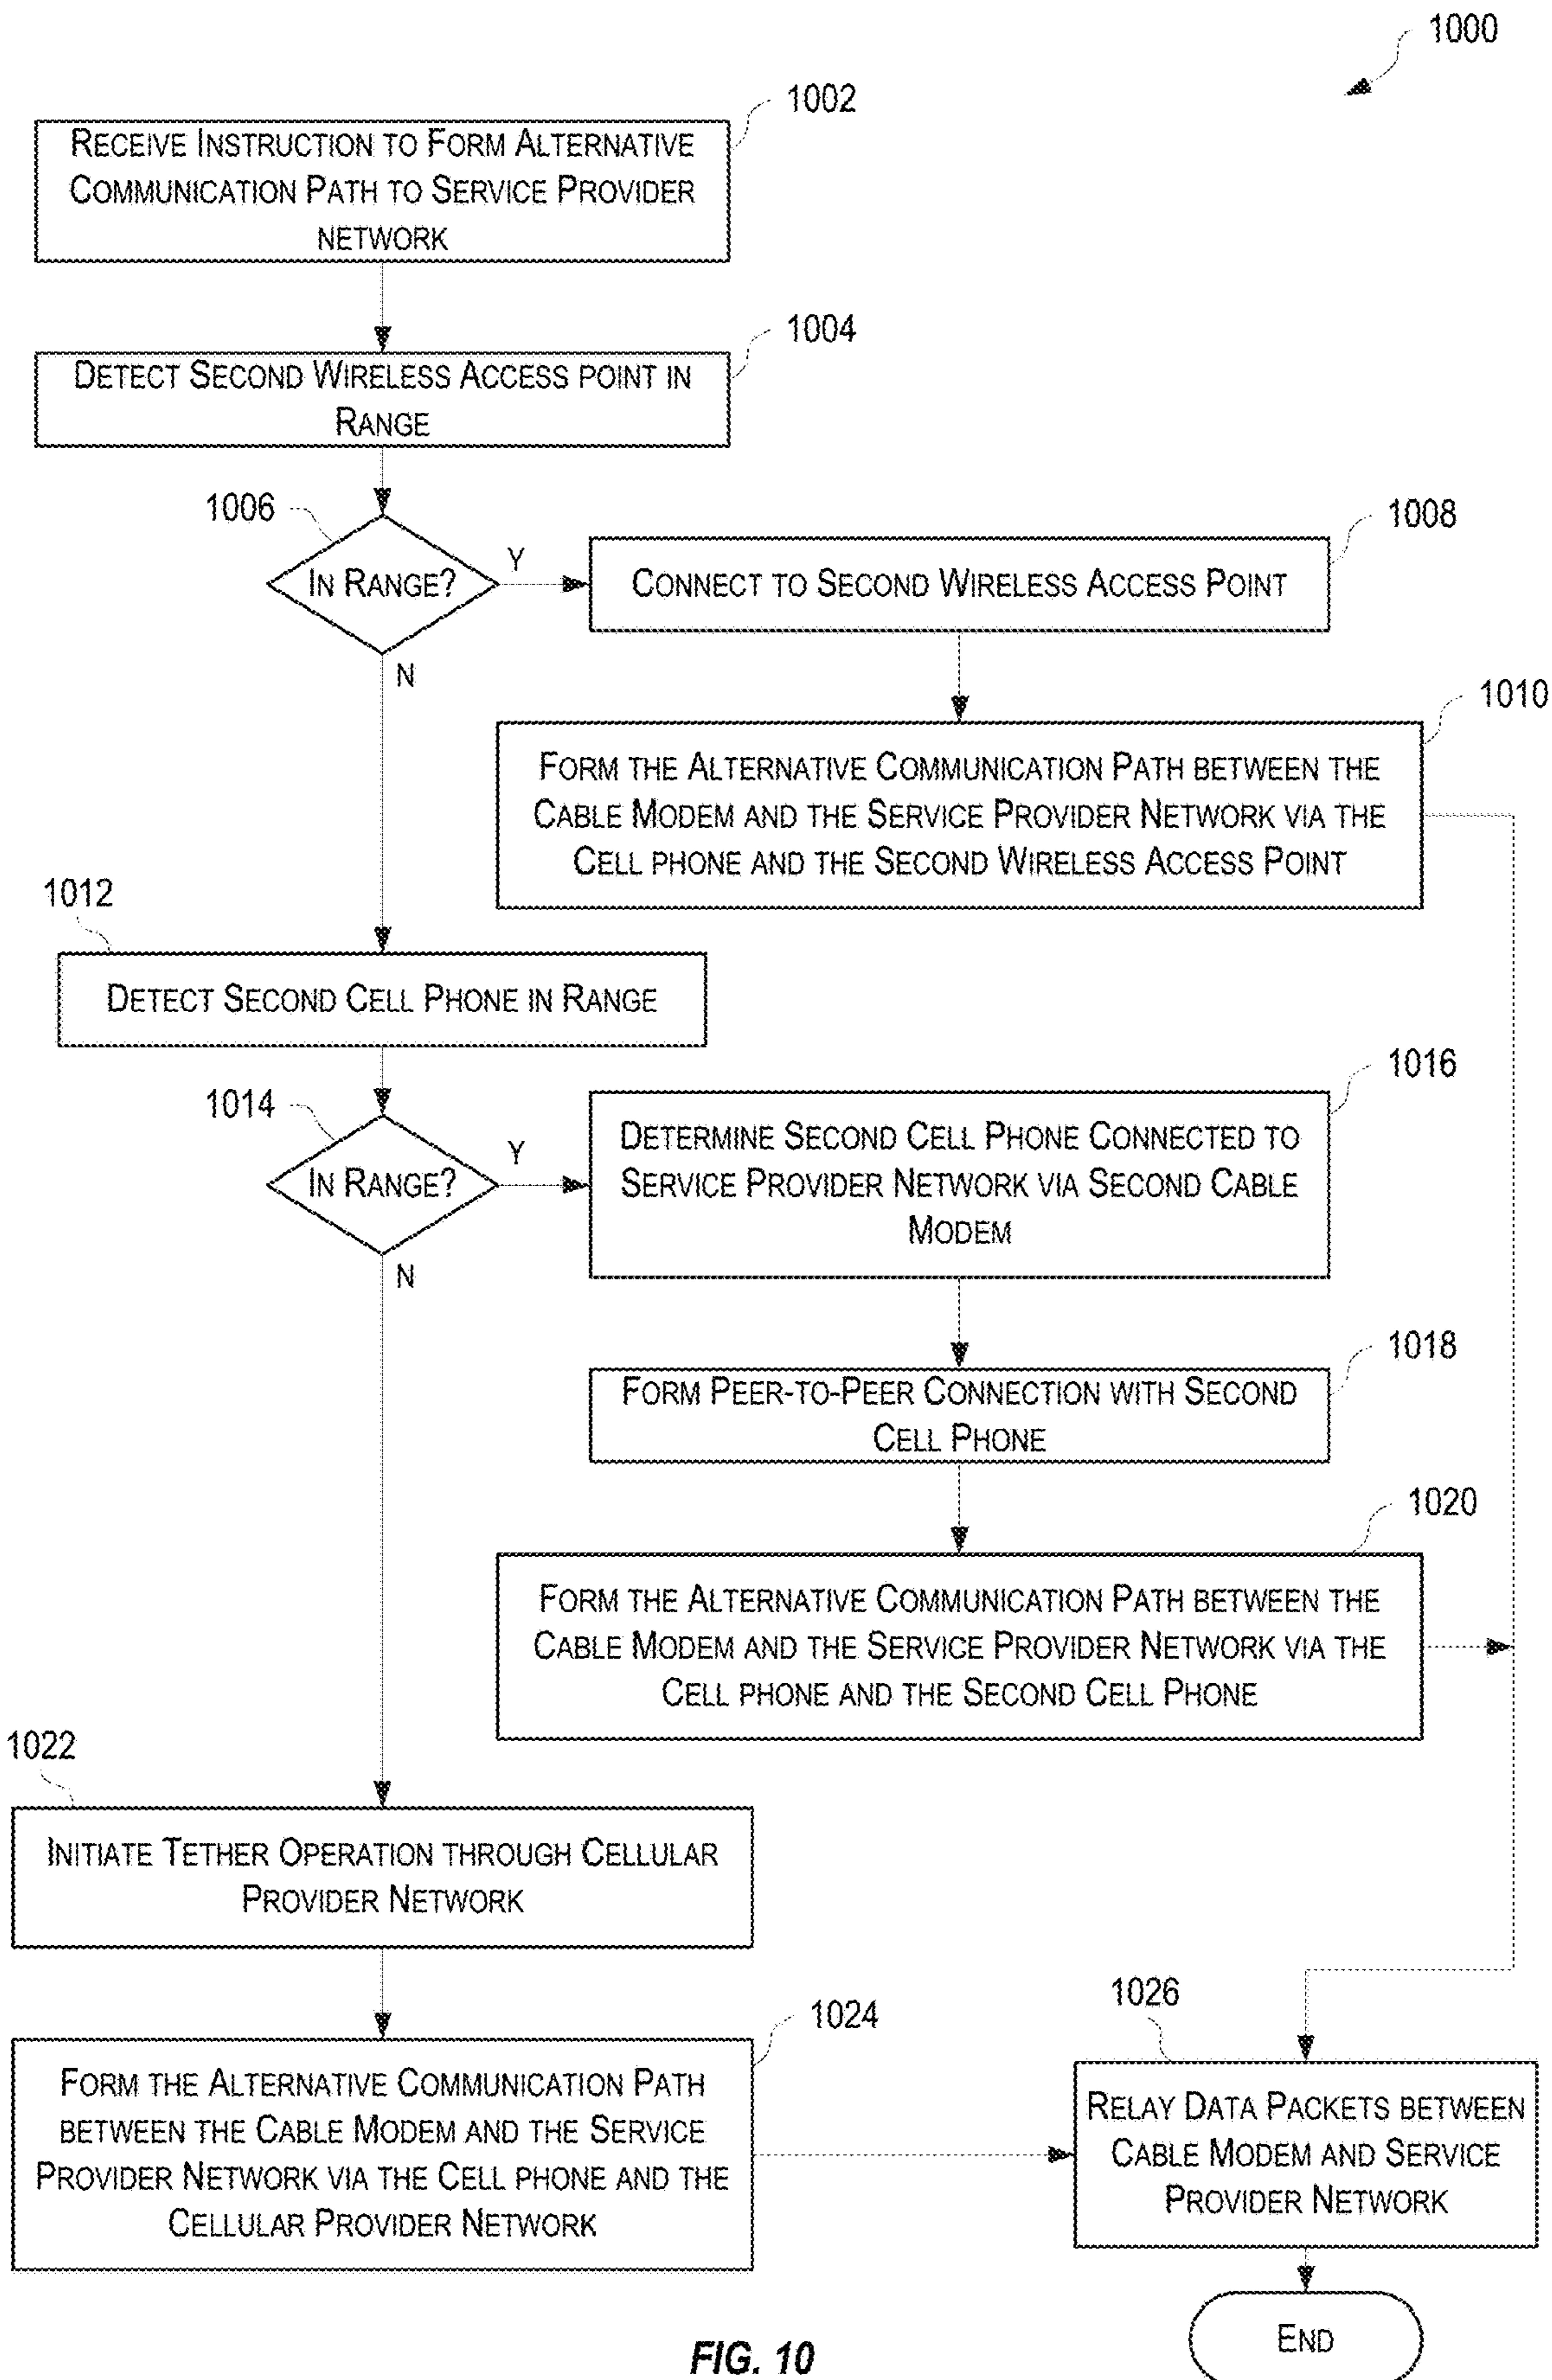 1000
1002
RECEIVE INSTRUCTION TO FORM ALTERNATIVE
COMMUNICATION PATH TO SERVICE PROVIDER
NETWORK
1004
DETECT SECOND WIRELESS ACCESS POINT IN
RANGE
1006
IN RANGE?
Y
N
1008
CONNECT TO SECOND WIRELESS ACCESS POINT
1010
FORM THE ALTERNATIVE COMMUNICATION PATH BETWEEN THE
CABLE MODEM AND THE SERVICE PROVIDER NETWORK VIA THE
CELL PHONE AND THE SECOND WIRELESS ACCESS POINT
1012
DETECT SECOND CELL PHONE IN RANGE
1014
IN RANGE?
Y
N
1016
DETERMINE SECOND CELL PHONE CONNECTED TO
SERVICE PROVIDER NETWORK VIA SECOND CABLE
MODEM
1018
FORM PEER-TO-PEER CONNECTION WITH SECOND
CELL PHONE
1020
FORM THE ALTERNATIVE COMMUNICATION PATH BETWEEN THE
CABLE MODEM AND THE SERVICE PROVIDER NETWORK VIA THE
CELL PHONE AND THE SECOND CELL PHONE
1022
INITIATE TETHER OPERATION THROUGH CELLULAR
PROVIDER NETWORK
1024
FORM THE ALTERNATIVE COMMUNICATION PATH
BETWEEN THE CABLE MODEM AND THE SERVICE
PROVIDER NETWORK VIA THE CELL PHONE AND THE
CELLULAR PROVIDER NETWORK
1026
RELAY DATA PACKETS BETWEEN
CABLE MODEM AND SERVICE
PROVIDER NETWORK
END
FIG. 10